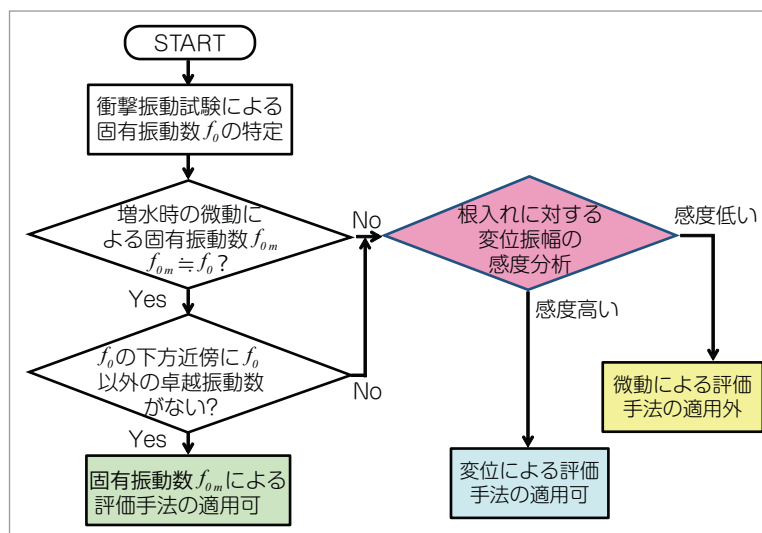 START
衝撃振動試験による
固有振動数f0の特定
増水時の微動に
よる固有振動数f0m
f0m≒f0?
No
Yes
f0の下方近傍にf0
以外の卓越振動数
がない?
No
Yes
固有振動数f0mによる
評価手法の適用可
根入れに対する
変位振幅の
感度分析
感度低い
感度高い
変位による評価
手法の適用可
微動による評価
手法の適用外